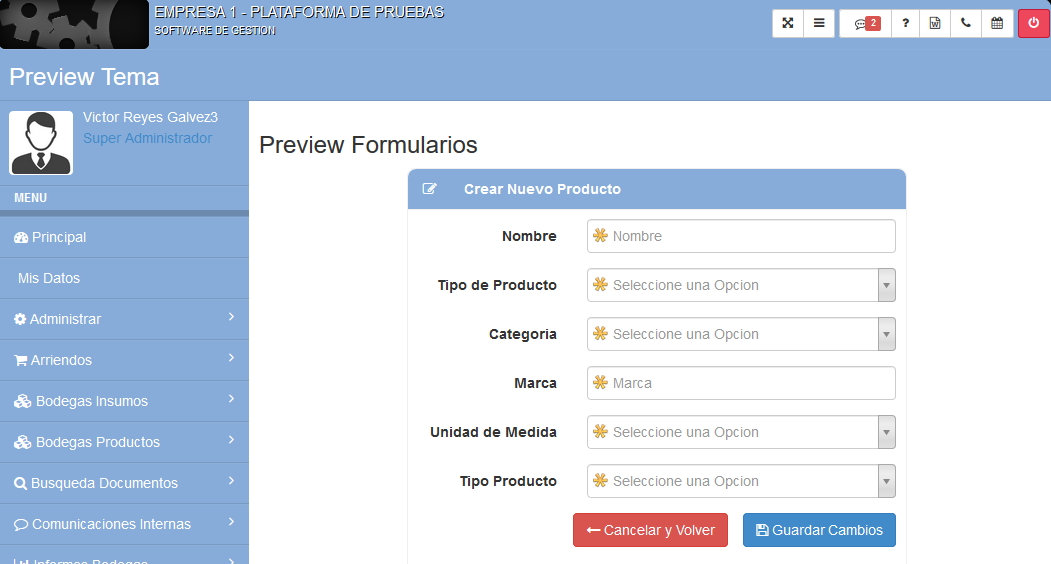 EMPRESA 1 - PLATAFORMA DE PRUEBAS
SOFTWARE DE GESTION
2
?
Preview Tema
Victor Reyes Galvez3
Super Administrador
MENU
Principal
Mis Datos
Administrar
Arriendos
Bodegas Insumos
Bodegas Productos
Busqueda Documentos
Comunicaciones Internas
Informes Bodegas
Preview Formularios
Crear Nuevo Producto
Nombre
Nombre
Tipo de Producto
Seleccione una Opcion
Categoria
Seleccione una Opcion
Marca
Marca
Unidad de Medida
Seleccione una Opcion
Tipo Producto
Seleccione una Opcion
Cancelar y Volver
Guardar Cambios